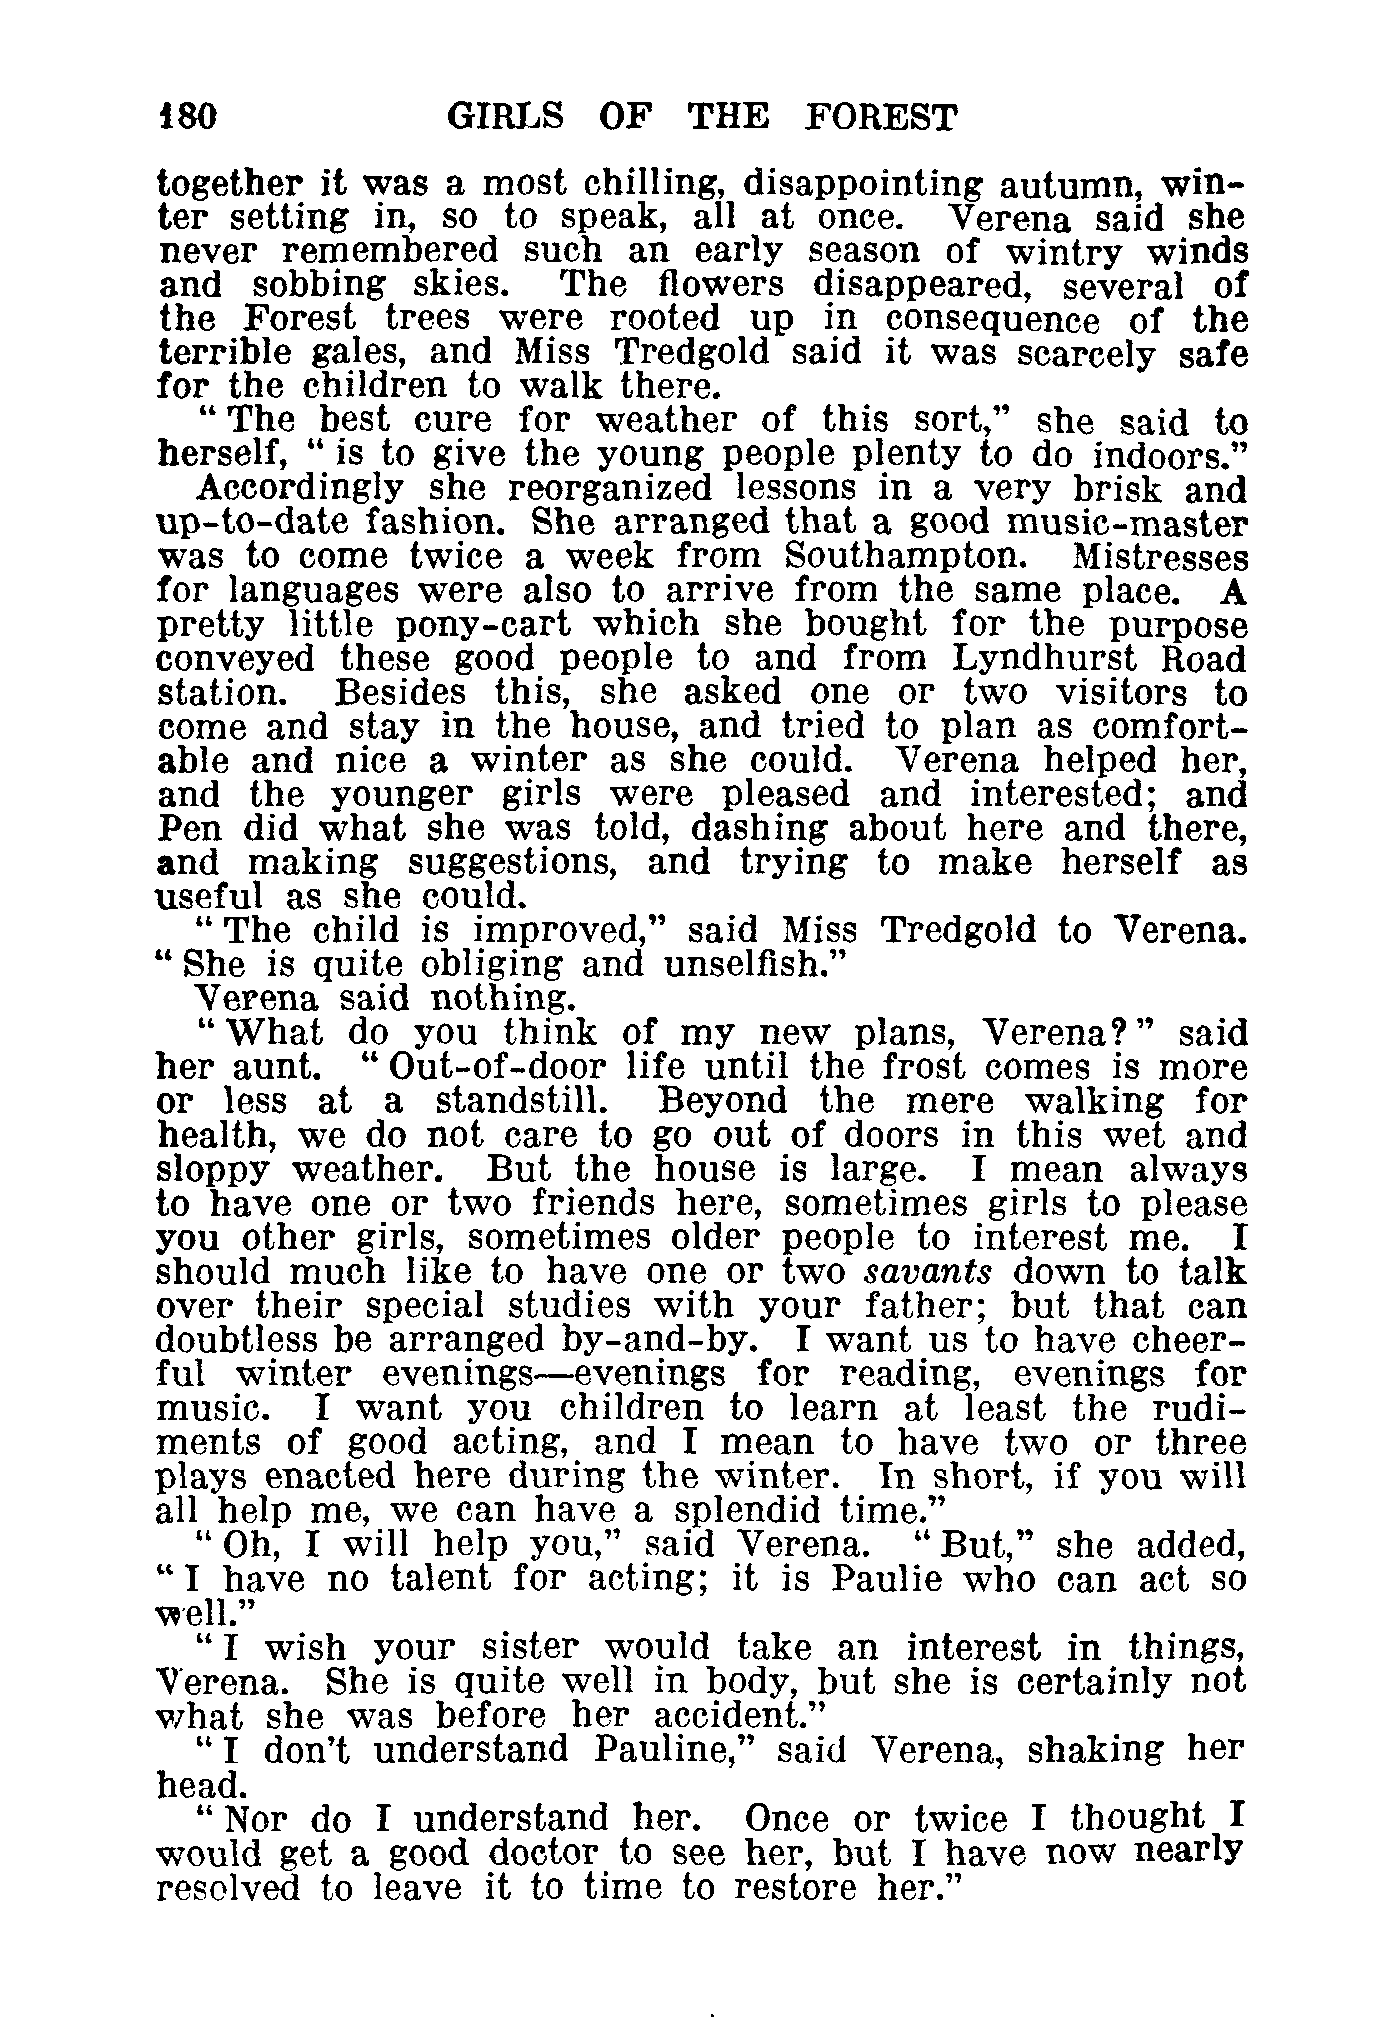 180 GIRLS OF THE FOREST
together it was a most chilling, disappointing autumn, win-
ter setting in, so to speak, all at once. Verena said she
never remembered such an early season of wintry winds
and sobbing skies. The flowers disappeared, several of
the Forest trees were rooted up in consequence of the
terrible gales, and Miss Tredgold said it was scarcely safe
for the children to walk there.
“ The best cure for weather of this sort,” she said to
herself, “ is to give the young people plenty to do indoors.”
Accordingly she reorganized lessons in a very brisk and
up-to-date fashion. She arranged that a good music-master
was to come twice a week from Southampton. Mistresses
for languages were also to arrive from the same place. A
pretty little pony-cart which she bought for the purpose
conveyed these good people to and from Lyndhurst Road
station. Besides this, she asked one or two visitors to
come and stay in the house, and tried to plan as comfort-
able and nice a winter as she could. Verena helped her,
and the younger girls were pleased and interested; and
Pen did what she was told, dashing about here and there,
and making suggestions, and trying to make herself as
useful as she could.
“ The child is improved,” said Miss Tredgold to Verena.
“ She is quite obliging and unselfish.”
Verena said nothing.
“ What do you think of my new plans, Verena? ” said
her aunt. “ Out-of-door life until the frost comes is more
or less at a standstill. Beyond the mere walking for
health, we do not care to go out of doors in this wet and
sloppy weather. But the house is large. I mean always
to have one or two friends here, sometimes girls to please
you other girls, sometimes older people to interest me. I
should much like to have one or two savants down to talk
over their special studies with your father; but that can
doubtless be arranged by-and-by. I want us to have cheer-
ful winter evenings—evenings for reading, evenings for
music. I want you children to learn at least the rudi-
ments of good acting, and I mean to have two or three
plays enacted here during the winter. In short, if you will
all help me, we can have a splendid time.”
“ Oh, I will help you,” said Verena. “ But,” she added,
“ I have no talent for acting; it is Paulie who can act so
well.”
“ I wish your sister would take an interest in things,
Verena. She is quite well in body, but she is certainly not
what she was before her accident.”
“ I don’t understand Pauline,” said Verena, shaking her
head.
“ Nor do I understand her. Once or twice I thought I
would get a good doctor to see her, but I have now nearly
resolved to leave it to time to restore her.”